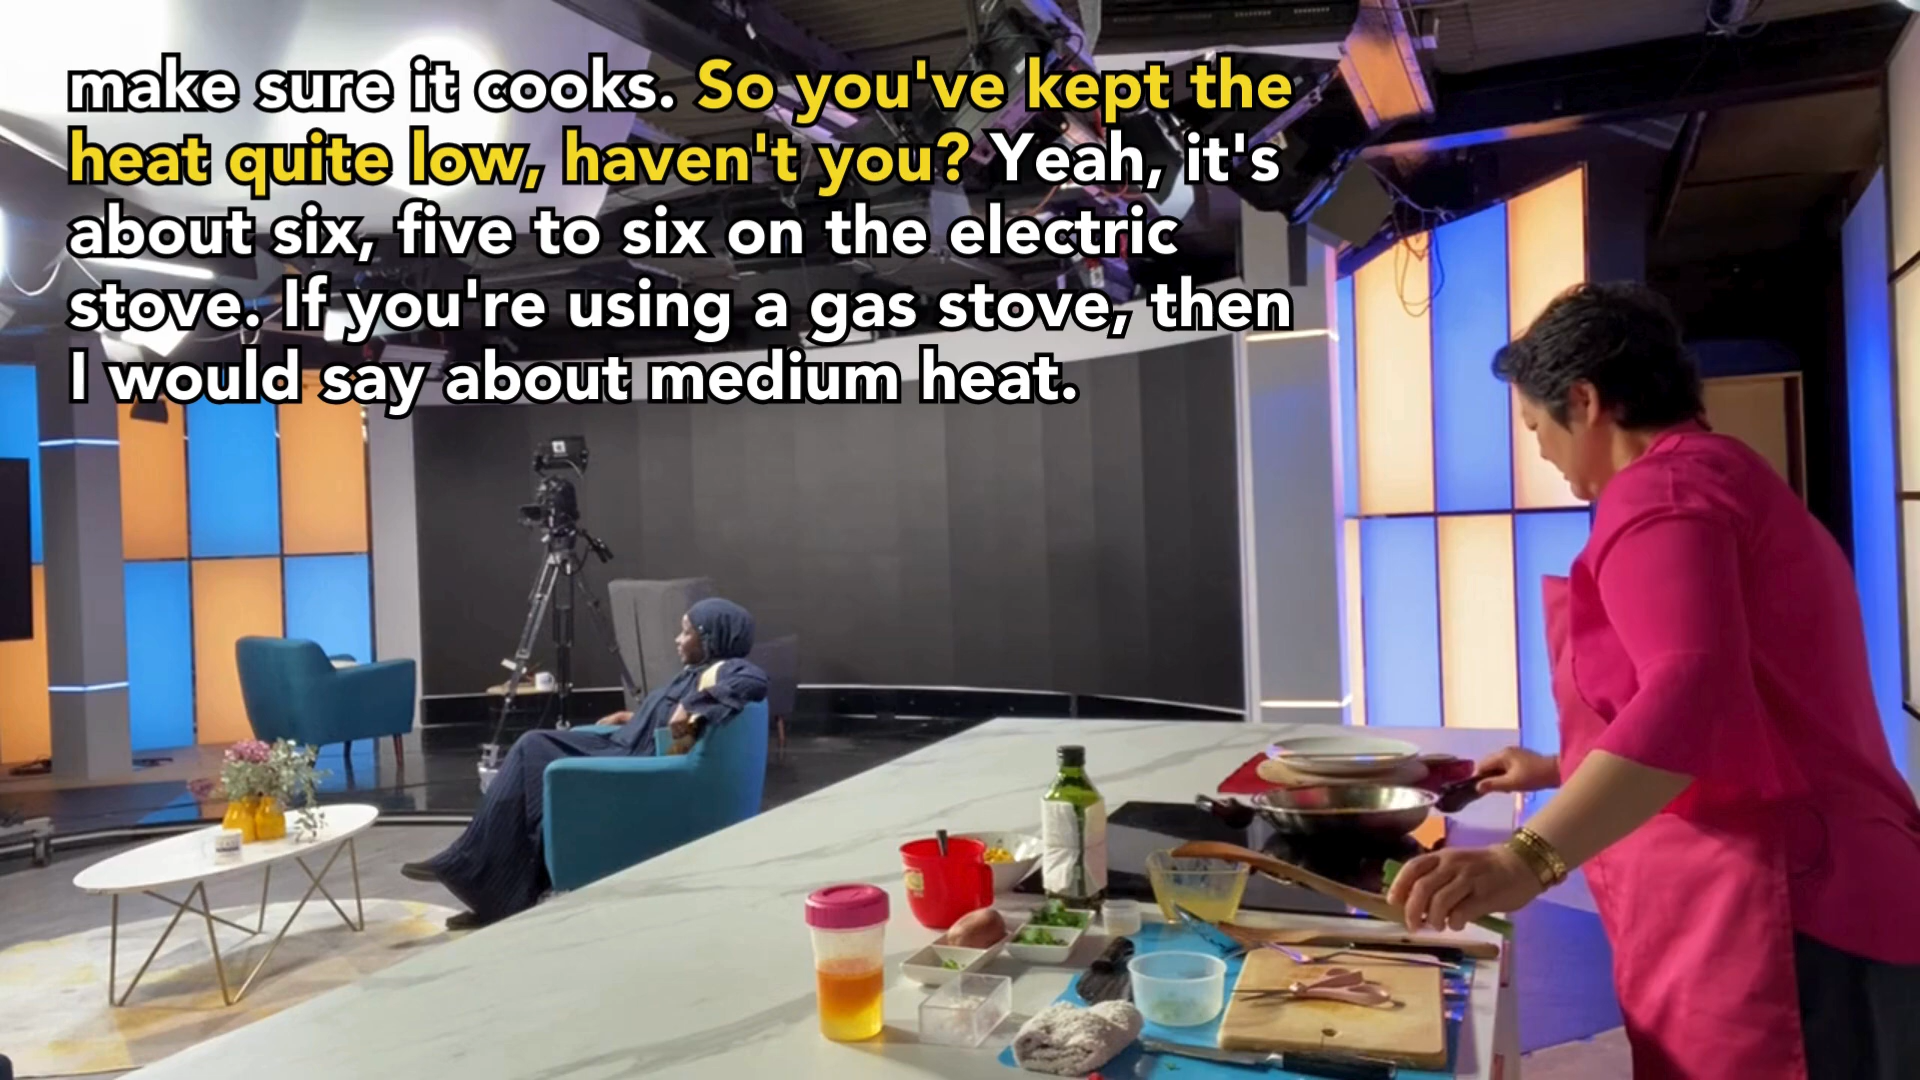 make sure it cooks. So you've kept the
heat quite low, haven't you? Yeah, it's
about six, five to six on the electric
stove. If you're using a gas stove, then
I would say about medium heat.